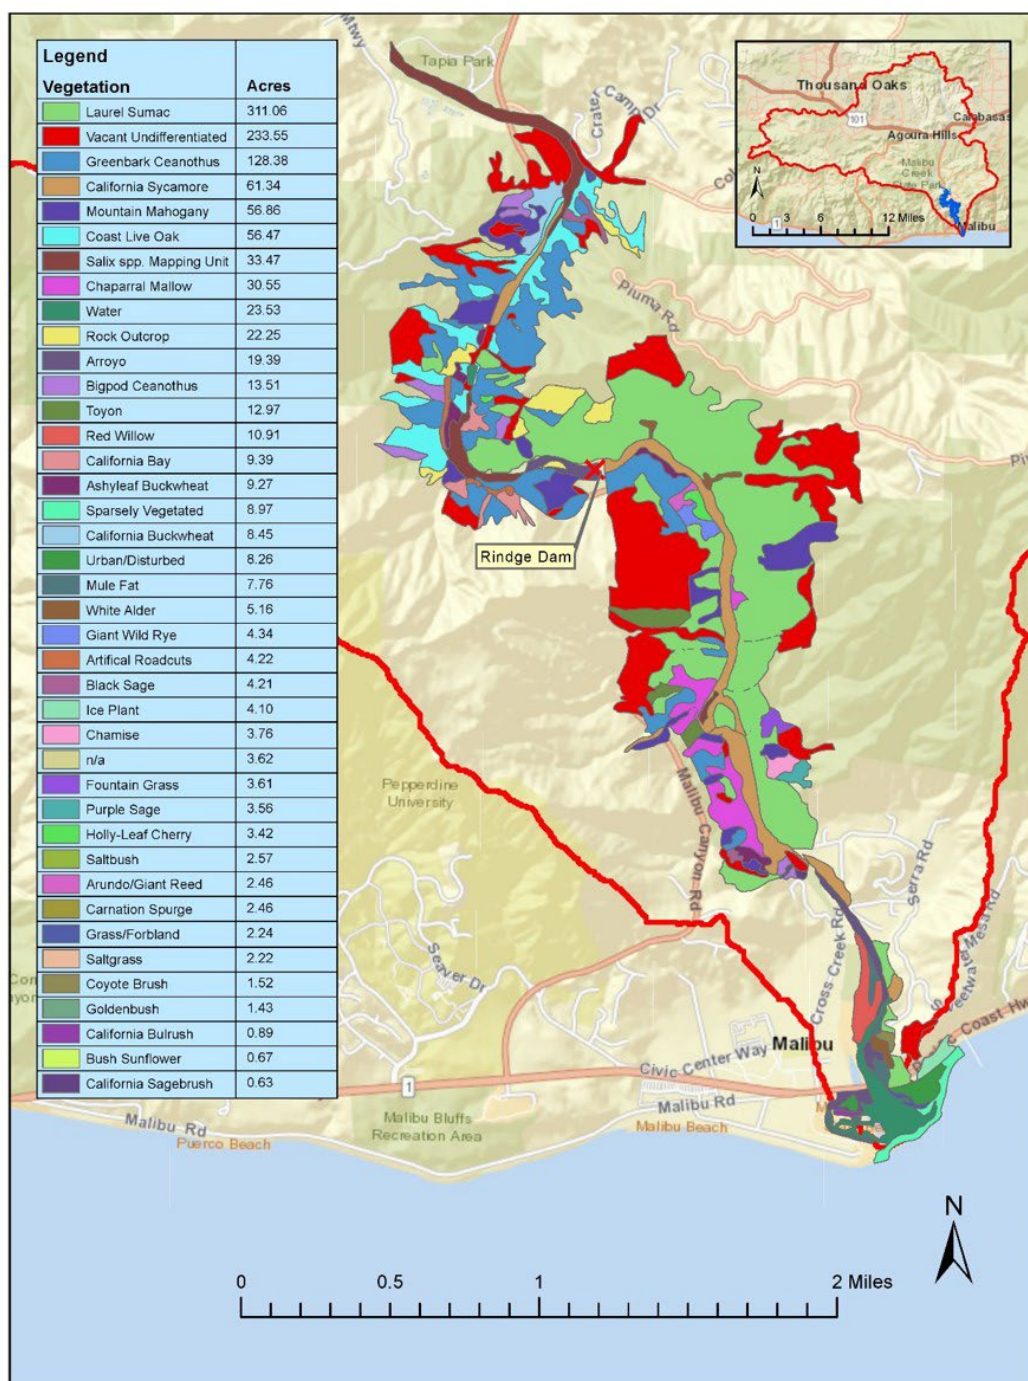 Legend
Vegetation Acres
Laurel Sumac 311.06
Vacant Undifferentiated 233.55
Greenbark Ceanothus 128.38
California Sycamore 61.34
Mountain Mahogany 56.86
Coast Live Oak 56.47
Salix spp. Mapping Unit 33.47
Chaparral Mallow 30.55
Water 23.53
Rock Outcrop 22.25
Arroyo 19.39
Bigpod Ceanothus 13.51
Toyon 12.97
Red Willow 10.91
California Bay 9.39
Ashyleaf Buckwheat 9.27
Sparsely Vegetated 8.97
California Buckwheat 8.45
Urban/Disturbed 8.26
Mule Fat 7.76
White Alder 5.16
Giant Wild Rye 4.34
Artifical Roadcuts 4.22
Black Sage 4.21
Ice Plant 4.10
Chamise 3.76
n/a 3.62
Fountain Grass 3.61
Purple Sage 3.56
Holly-Leaf Cherry 3.42
Saltbush 2.57
Arundo/Giant Reed 2.46
Carnation Spurge 2.46
Grass/Forbland 2.24
Saltgrass 2.22
Coyote Brush 1.52
Goldenbush 1.43
California Bulrush 0.89
Bush Sunflower 0.67
California Sagebrush 0.63
Mtwy
Tapia Park
Crater
Camp Dr
Thousand Oaks
101
Calabasas
Agoura Hills
Malibu
Creek
State Park
N
0 3 6 12 Miles
1
Malibu
Piuma Rd
Rindge Dam
Pepperdine
University
Malibu Canyon Rd
Seaver Dr
Cross Creek Rd
Serra Rd
Mesa Rd
Coast Hwy
Malibu
Civic Center Way
1
Malibu Rd
Malibu Rd
Malibu Bluffs
Recreation Area
Malibu Beach
Puerco Beach
N
0 0.5 1 2 Miles